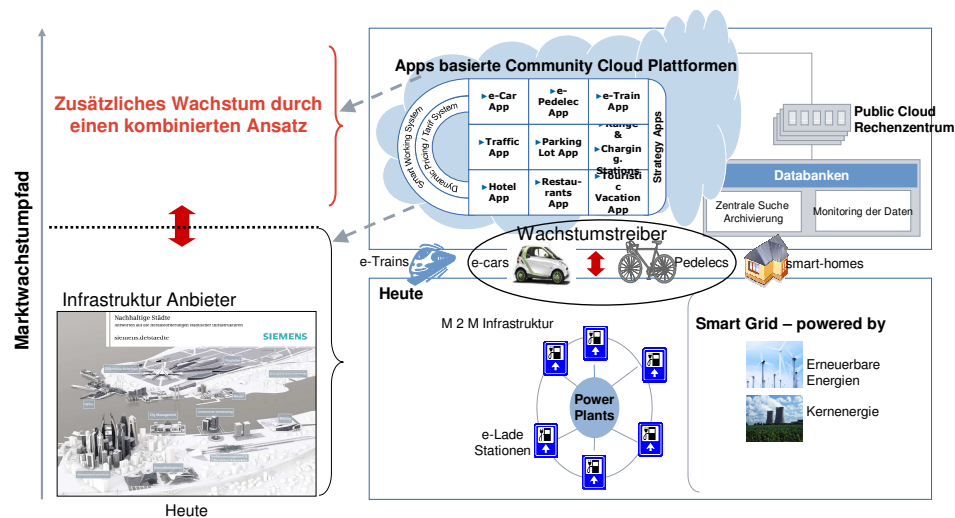 Marktwachstumpfad
Zusätzliches Wachstum durch
einen kombinierten Ansatz
Infrastruktur Anbieter
Nachhaltige Städte
siemens.de/staedte
SIEMENS
Heute
Apps basierte Community Cloud Plattformen
Smart Working System
Dynamic Pricing / Tarif System
e-Car
App
e-
Pedelec
App
e-Train
App
Traffic
App
Parking
Lot App
Range
&
Charging.
Stations
Hotel
App
Restau-
rants
App
Touristi
c
Vacation
App
Strategy Apps
Public Cloud
Rechenzentrum
Databanken
Zentrale Suche
Archivierung
Monitoring der Daten
Wachstumstreiber
e-Trains
e-cars
Pedelecs
smart-homes
Heute
M 2 M Infrastruktur
Power
Plants
e-Lade
Stationen
Smart Grid – powered by
Erneuerbare
Energien
Kernenergie